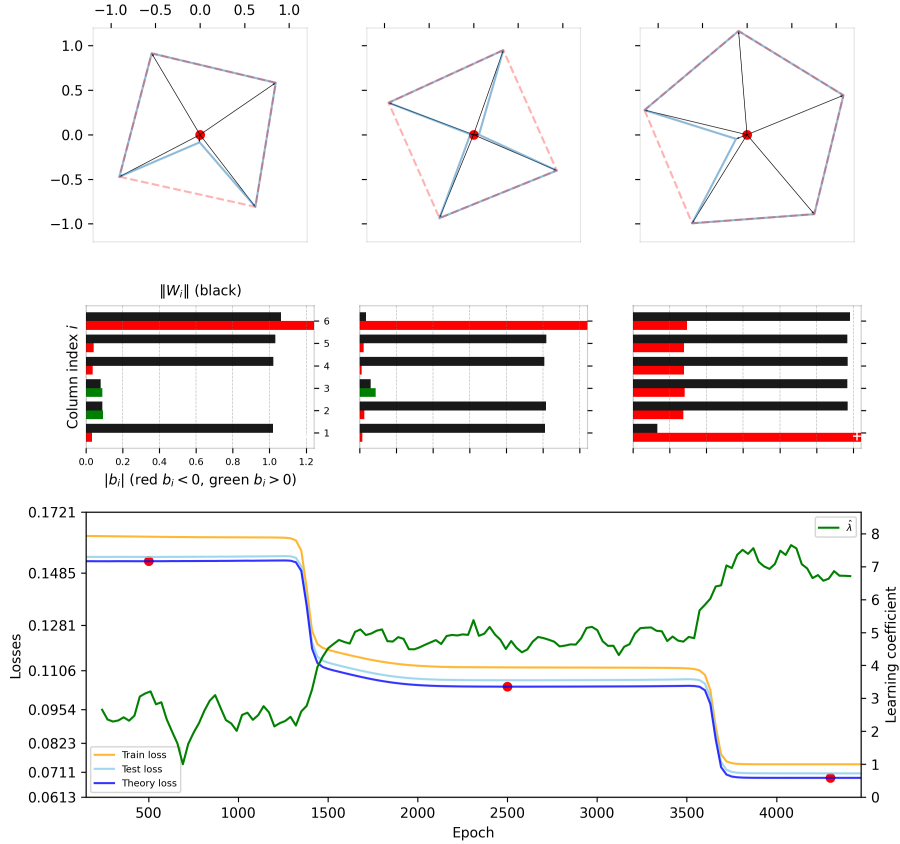 −1.0 −0.5 0.0 0.5 1.0
1.0
0.5
0.0
−0.5
−1.0
‖W_i‖ (black)
Column index i
6
5
4
3
2
1
0.0 0.2 0.4 0.6 0.8 1.0 1.2
|b_i| (red b_i < 0, green b_i > 0)
+
0.1721
0.1485
0.1281
0.1106
0.0954
0.0823
0.0711
0.0613
Losses
λ̂
8
7
6
5
4
3
2
1
0
Learning coefficient
Train loss
Test loss
Theory loss
500 1000 1500 2000 2500 3000 3500 4000
Epoch